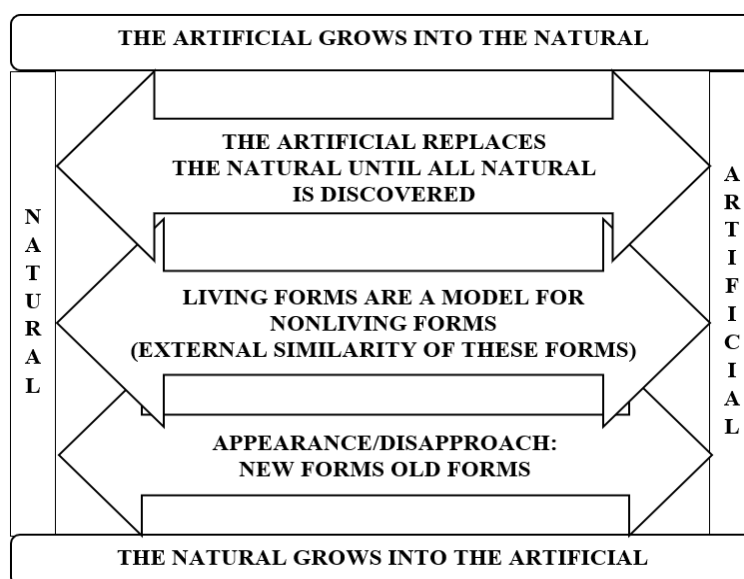 THE ARTIFICIAL GROWS INTO THE NATURAL
NATURAL
THE ARTIFICIAL REPLACES
THE NATURAL UNTIL ALL NATURAL
IS DISCOVERED
LIVING FORMS ARE A MODEL FOR
NONLIVING FORMS
(EXTERNAL SIMILARITY OF THESE FORMS)
APPEARANCE/DISAPPROACH:
NEW FORMS OLD FORMS
ARTIFICIAL
THE NATURAL GROWS INTO THE ARTIFICIAL